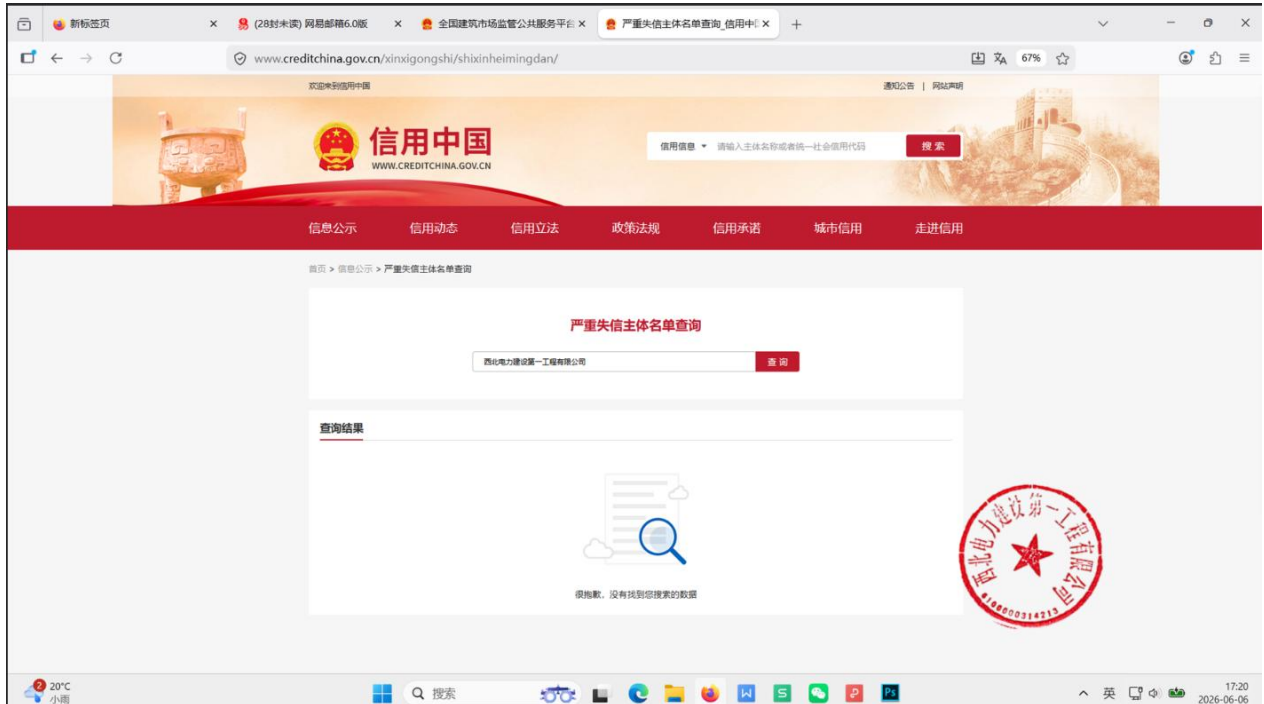 新标签页
(28封未读) 网易邮箱6.0版
全国建筑市场监管公共服务平台
严重失信主体名单查询_信用中国
www.creditchina.gov.cn/xinxigongshi/shixinheimingdan/
67%
欢迎来到信用中国
通知公告 | 网站声明
信用中国
WWW.CREDITCHINA.GOV.CN
信用信息 请输入主体名称或者统一社会信用代码 搜索
信息公示 信用动态 信用立法 政策法规 信用承诺 城市信用 走进信用
首页 > 信息公示 > 严重失信主体名单查询
严重失信主体名单查询
西北电力建设第一工程有限公司 查询
查询结果
很抱歉，没有找到您搜索的数据
西北电力建设第一工程有限公司
6100000314213
2
20°C
小雨
搜索
W
S
P
Ps
英
17:20
2026-06-06